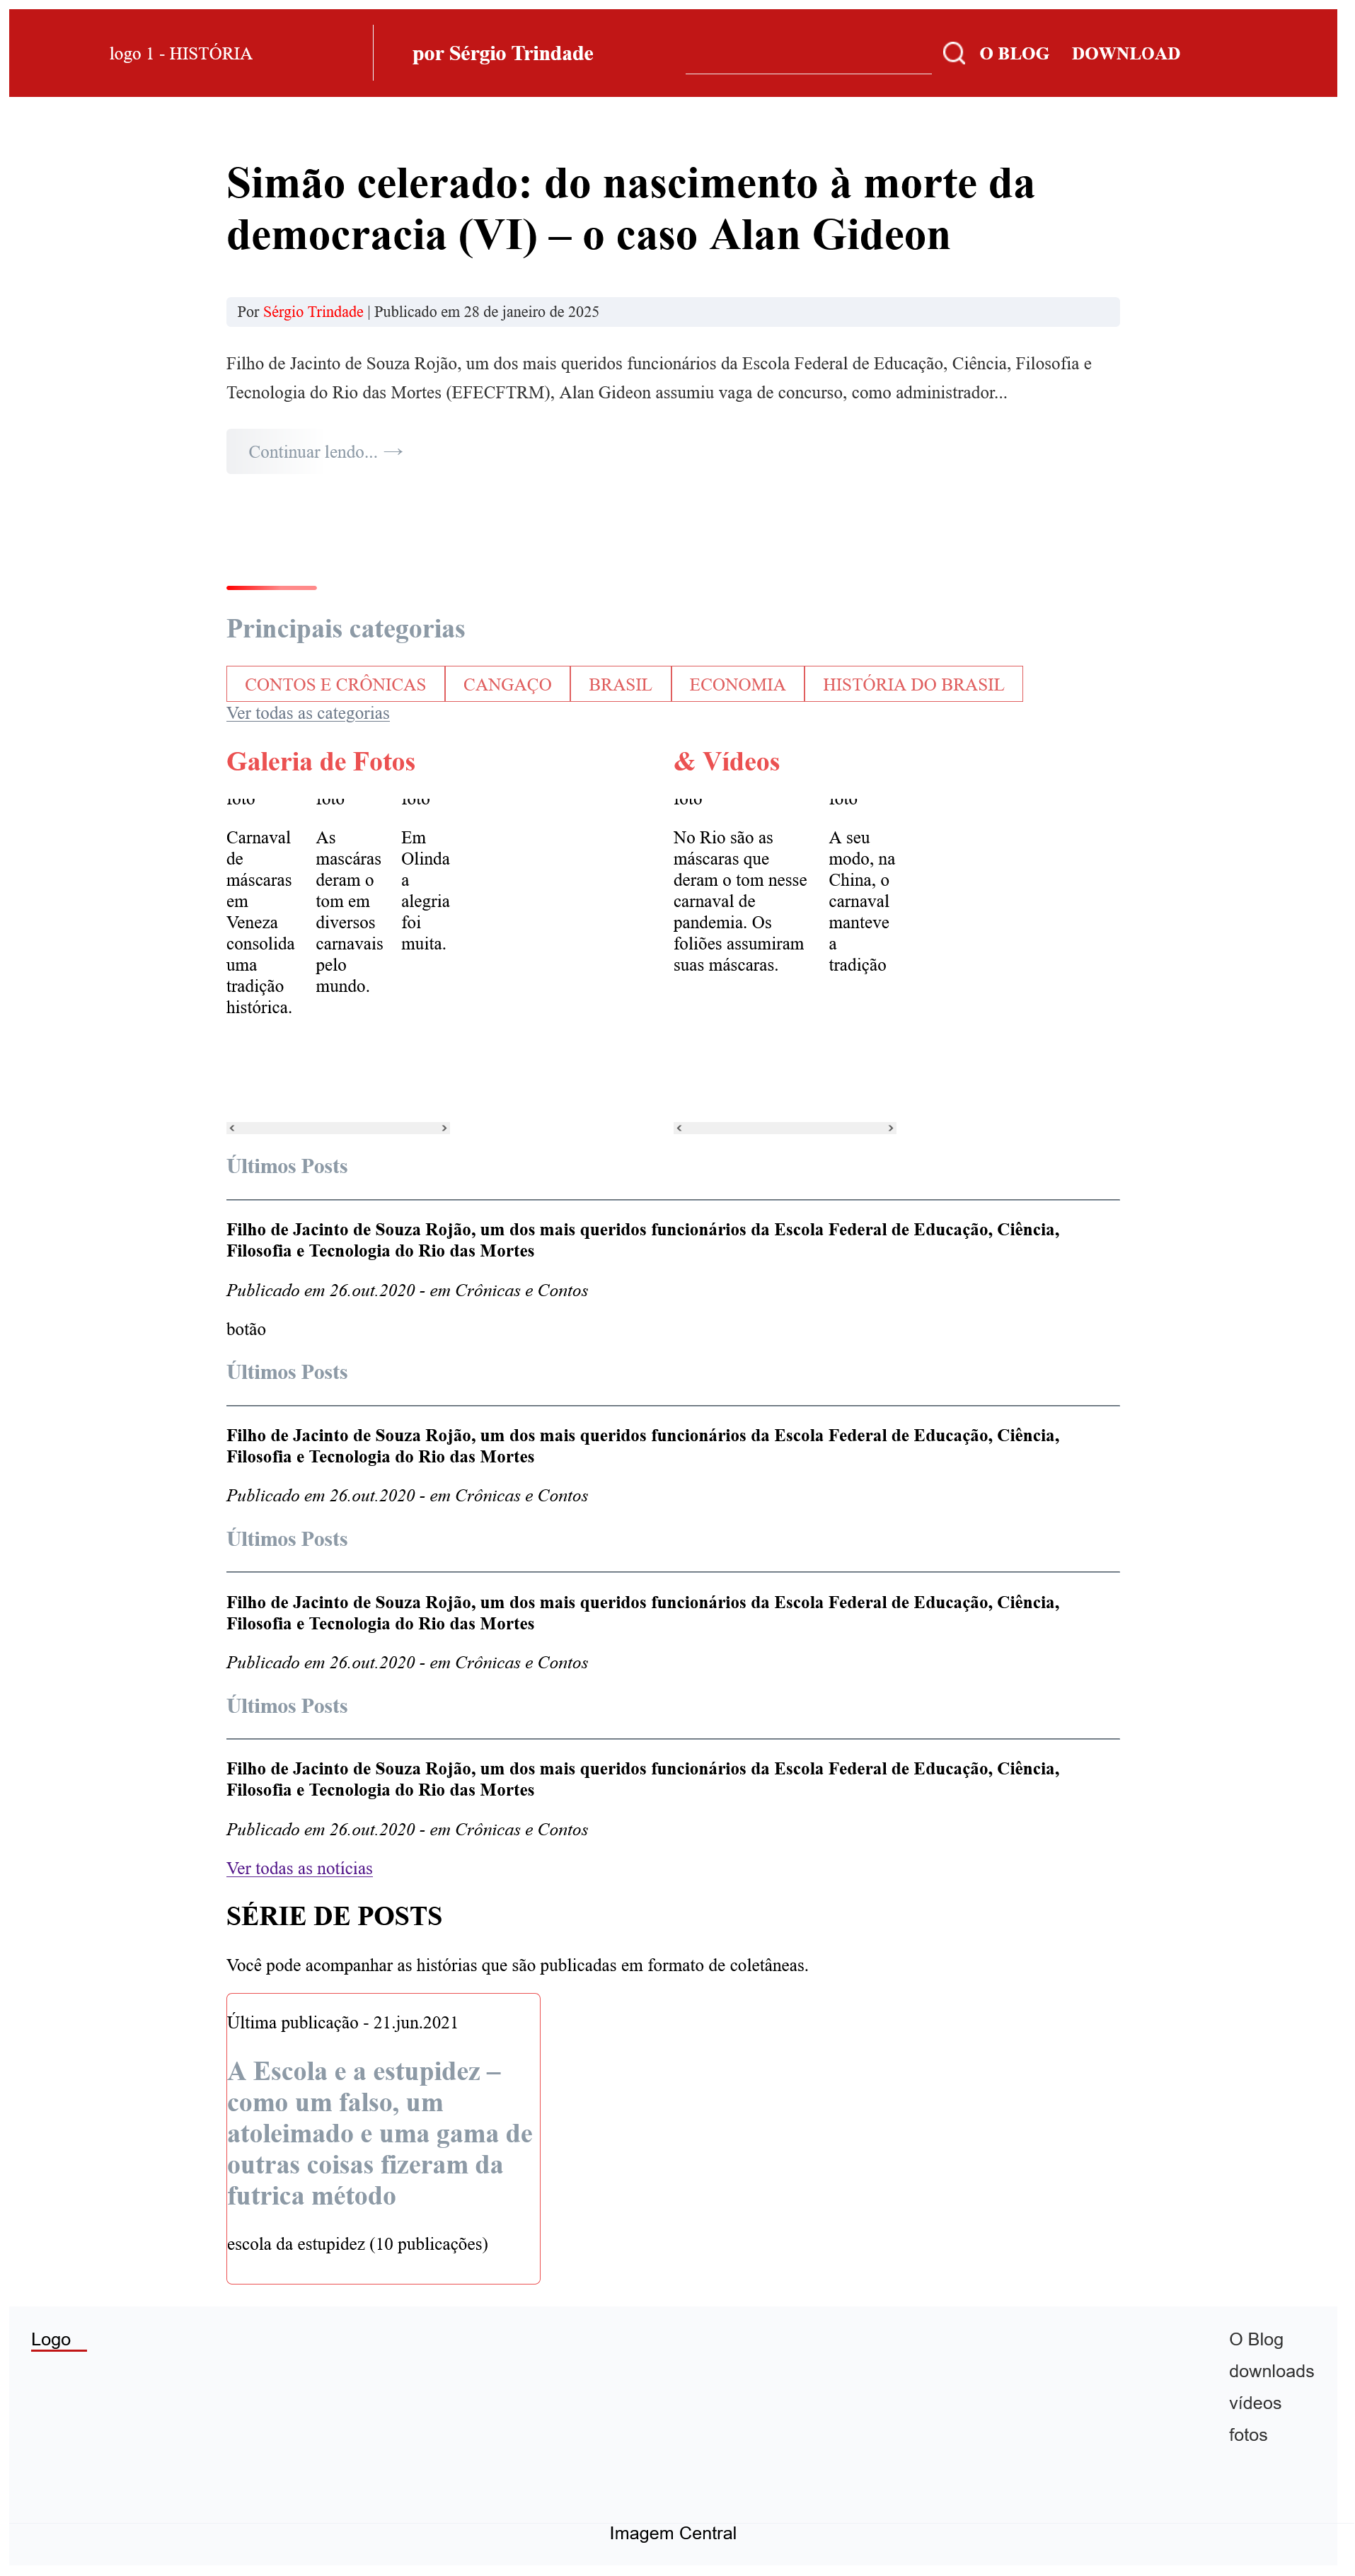 logo 1 - HISTÓRIA
por Sérgio Trindade
O BLOG
DOWNLOAD
Simão celerado: do nascimento à morte da
democracia (VI) – o caso Alan Gideon
Por Sérgio Trindade | Publicado em 28 de janeiro de 2025
Filho de Jacinto de Souza Rojão, um dos mais queridos funcionários da Escola Federal de Educação, Ciência, Filosofia e
Tecnologia do Rio das Mortes (EFECFTRM), Alan Gideon assumiu vaga de concurso, como administrador...
Continuar lendo... →
Principais categorias
CONTOS E CRÔNICAS
CANGAÇO
BRASIL
ECONOMIA
HISTÓRIA DO BRASIL
Ver todas as categorias
Galeria de Fotos
foto
Carnaval
de
máscaras
em
Veneza
consolida
uma
tradição
histórica.
foto
As
mascáras
deram o
tom em
diversos
carnavais
pelo
mundo.
foto
Em
Olinda
a
alegria
foi
muita.
& Vídeos
foto
No Rio são as
máscaras que
deram o tom nesse
carnaval de
pandemia. Os
foliões assumiram
suas máscaras.
foto
A seu
modo, na
China, o
carnaval
manteve
a
tradição
Últimos Posts
Filho de Jacinto de Souza Rojão, um dos mais queridos funcionários da Escola Federal de Educação, Ciência,
Filosofia e Tecnologia do Rio das Mortes
Publicado em 26.out.2020 - em Crônicas e Contos
botão
Últimos Posts
Filho de Jacinto de Souza Rojão, um dos mais queridos funcionários da Escola Federal de Educação, Ciência,
Filosofia e Tecnologia do Rio das Mortes
Publicado em 26.out.2020 - em Crônicas e Contos
Últimos Posts
Filho de Jacinto de Souza Rojão, um dos mais queridos funcionários da Escola Federal de Educação, Ciência,
Filosofia e Tecnologia do Rio das Mortes
Publicado em 26.out.2020 - em Crônicas e Contos
Últimos Posts
Filho de Jacinto de Souza Rojão, um dos mais queridos funcionários da Escola Federal de Educação, Ciência,
Filosofia e Tecnologia do Rio das Mortes
Publicado em 26.out.2020 - em Crônicas e Contos
Ver todas as notícias
SÉRIE DE POSTS
Você pode acompanhar as histórias que são publicadas em formato de coletâneas.
Última publicação - 21.jun.2021
A Escola e a estupidez –
como um falso, um
atoleimado e uma gama de
outras coisas fizeram da
futrica método
escola da estupidez (10 publicações)
Logo
O Blog
downloads
vídeos
fotos
Imagem Central